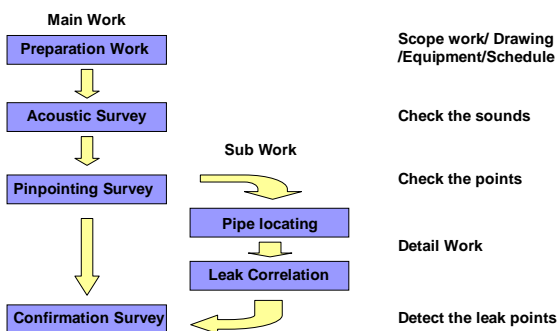 Main Work
Preparation Work
Scope work/ Drawing
/Equipment/Schedule
Acoustic Survey
Check the sounds
Sub Work
Pinpointing Survey
Check the points
Pipe locating
Detail Work
Leak Correlation
Confirmation Survey
Detect the leak points